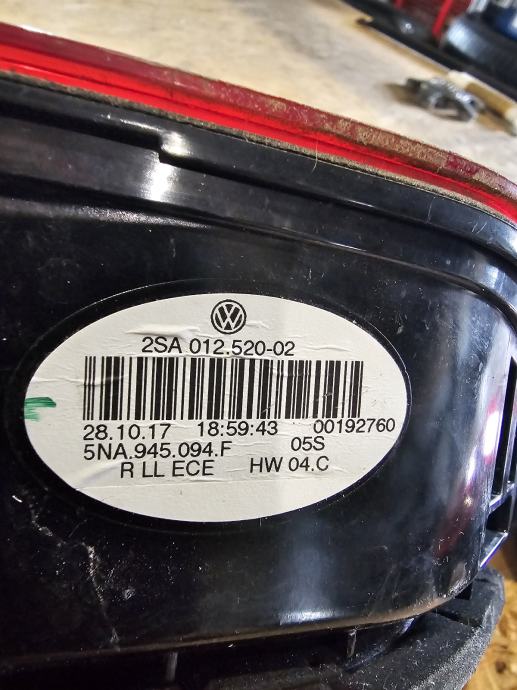 2SA 012.520-02
28.10.17 18:59:43 00192760
5NA.945.094.F 05S
R LL ECE HW 04.C